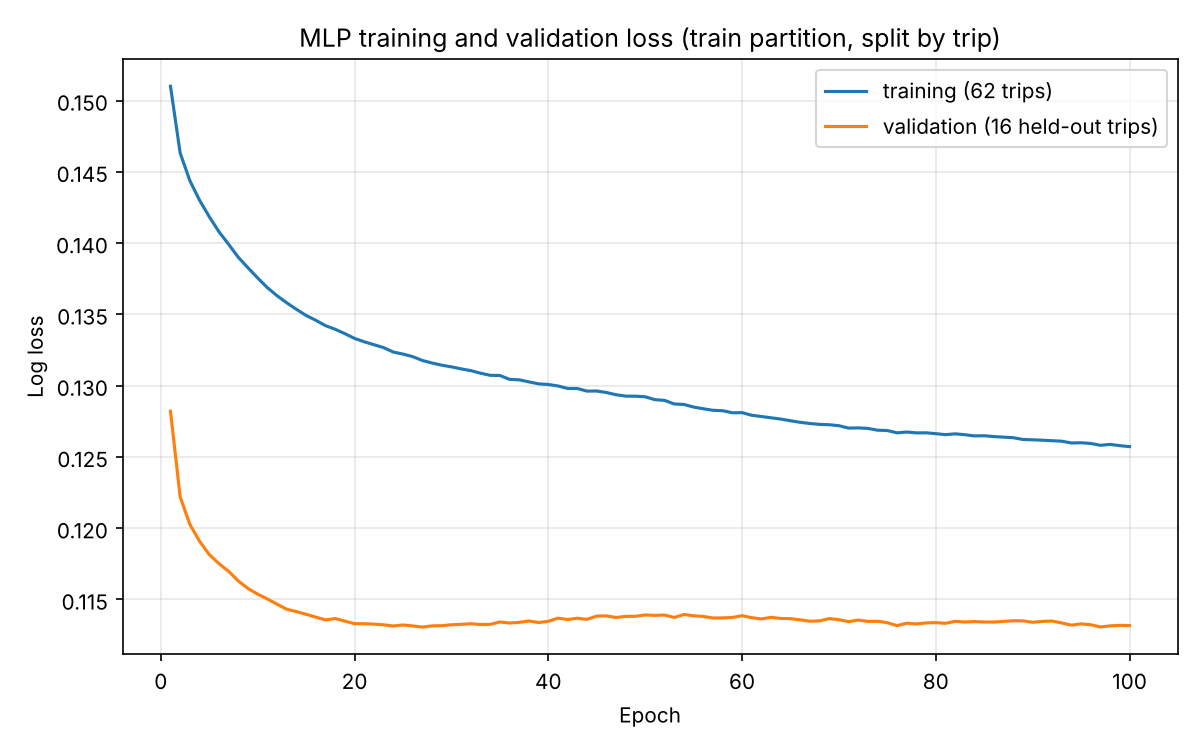 MLP training and validation loss (train partition, split by trip)
training (62 trips)
validation (16 held-out trips)
Log loss
0.150
0.145
0.140
0.135
0.130
0.125
0.120
0.115
0
20
40
60
80
100
Epoch